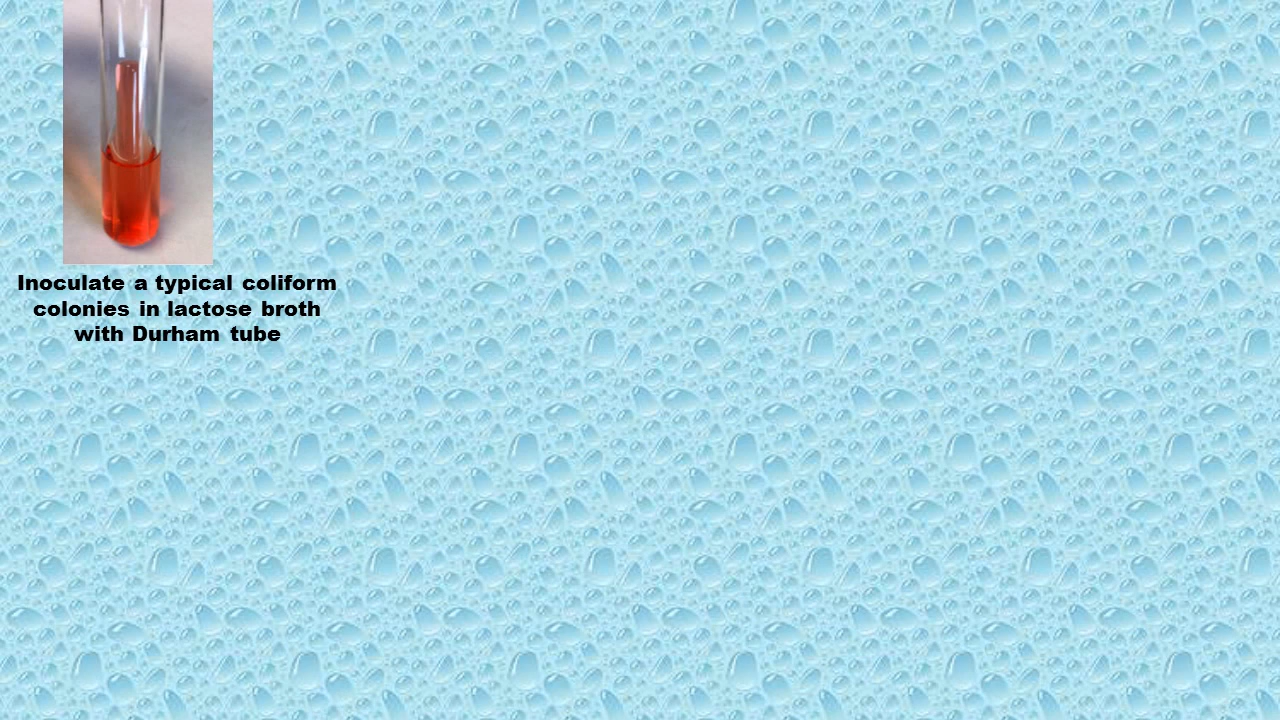 Inoculate a typical coliform
colonies in lactose broth
with Durham tube